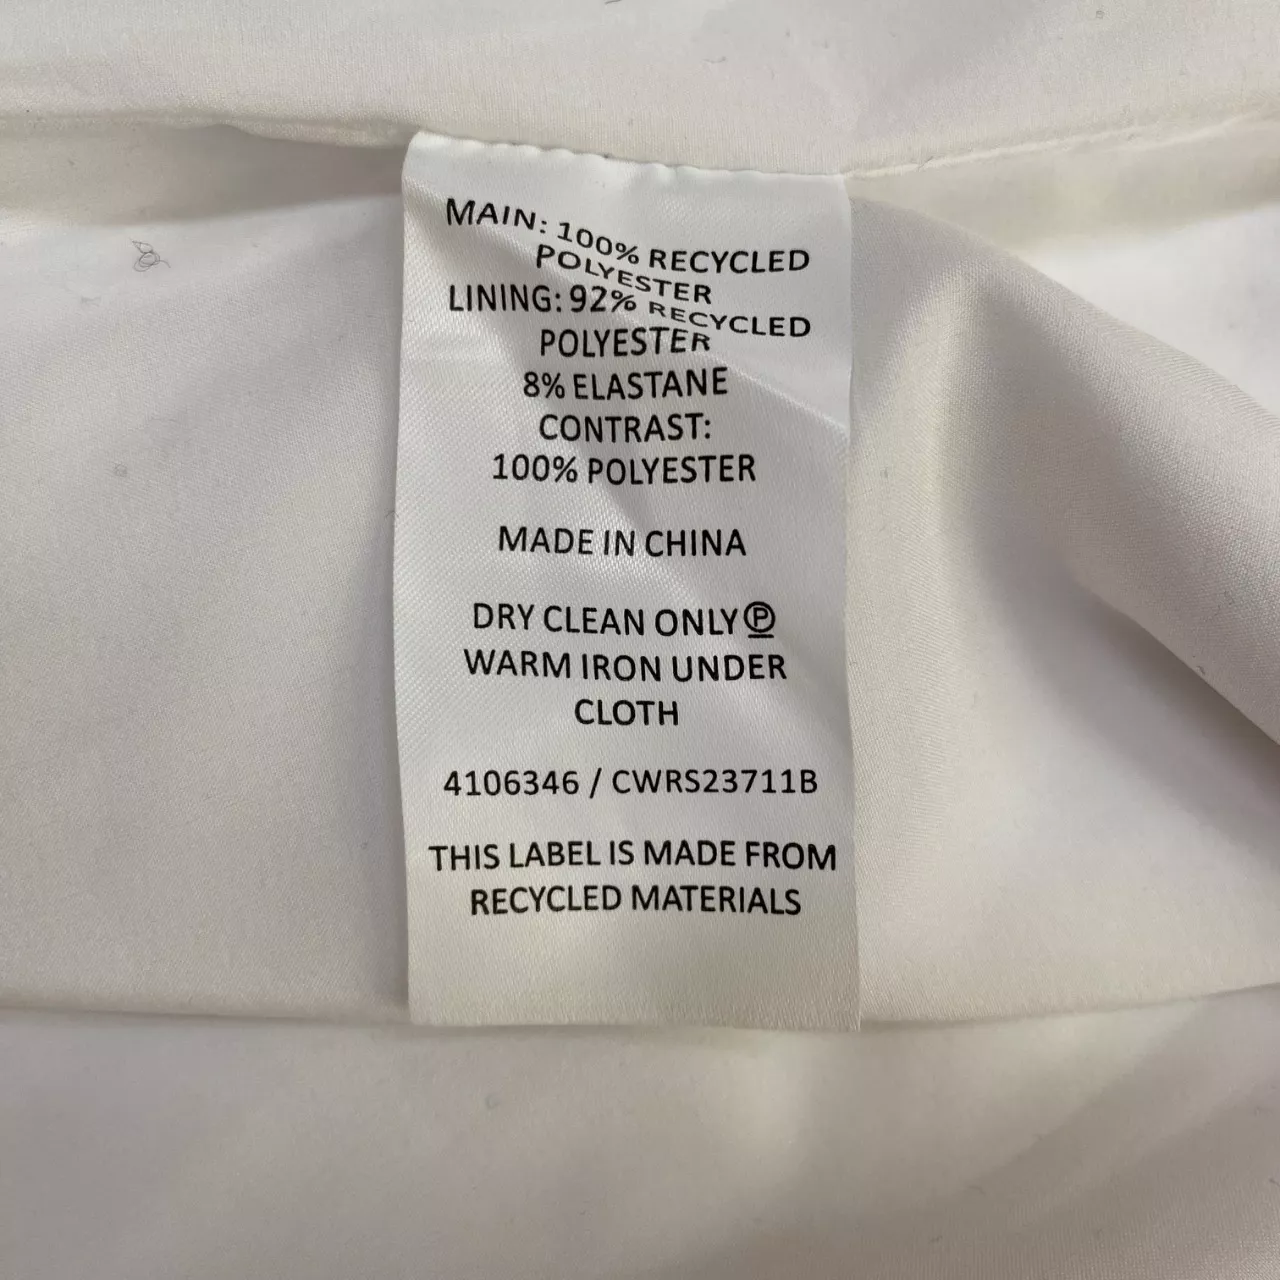 MAIN: 100% RECYCLED
POLYESTER
LINING: 92% RECYCLED
POLYESTER
8% ELASTANE
CONTRAST:
100% POLYESTER
MADE IN CHINA
DRY CLEAN ONLY Ⓟ
WARM IRON UNDER
CLOTH
4106346 / CWRS23711B
THIS LABEL IS MADE FROM
RECYCLED MATERIALS